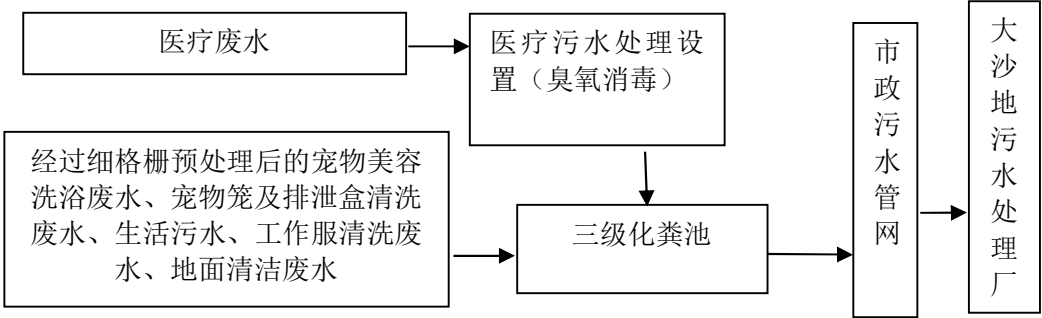 医疗废水
医疗污水处理设
置（臭氧消毒）
经过细格栅预处理后的宠物美容
洗浴废水、宠物笼及排泄盒清洗
废水、生活污水、工作服清洗废
水、地面清洁废水
三级化粪池
市政污水管网
大沙地污水处理厂